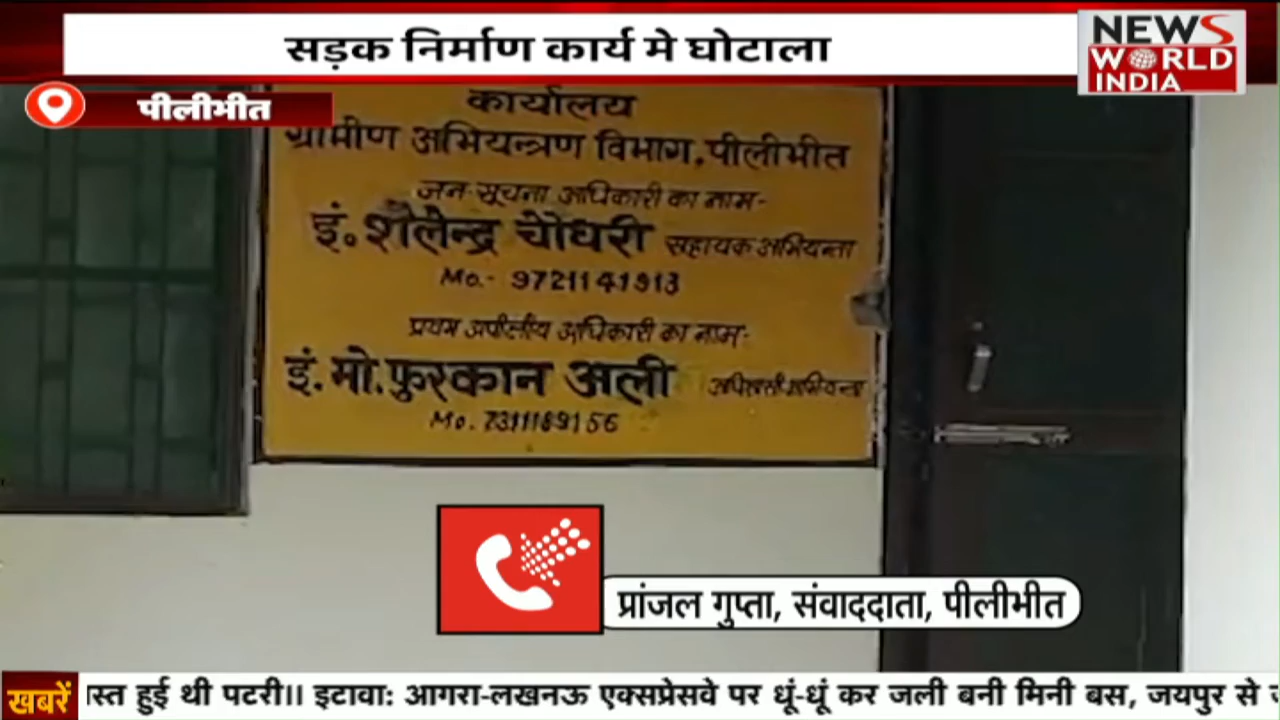 सड़क निर्माण कार्य मे घोटाला
NEWS
WORLD
INDIA
पीलीभीत
कार्यालय
ग्रामीण अभियन्त्रण विभाग,पीलीभीत
जन-सूचना अधिकारी का नाम-
इं. शैलेन्द्र चौधरी सहायक अभियन्ता
Mo.- 9721141913
प्रथम अपीलीय अधिकारी का नाम-
इं. मो. फुरकान अली
Mo. 7311169156
प्रांजल गुप्ता, संवाददाता, पीलीभीत
खबरें
स्त हुई थी पटरी।। इटावा: आगरा-लखनऊ एक्सप्रेसवे पर धूं-धूं कर जली बनी मिनी बस, जयपुर से